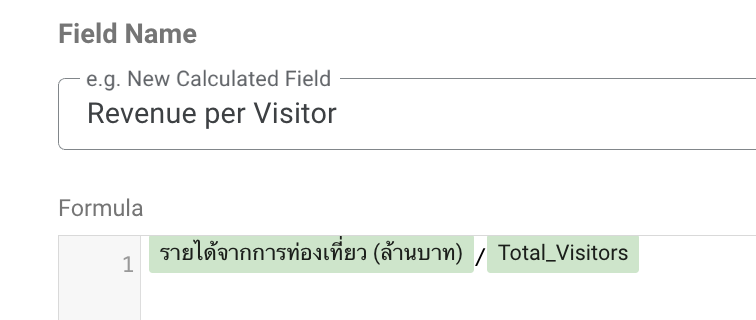 Field Name
e.g. New Calculated Field
Revenue per Visitor
Formula
1 รายได้จากการท่องเที่ยว (ล้านบาท) / Total_Visitors